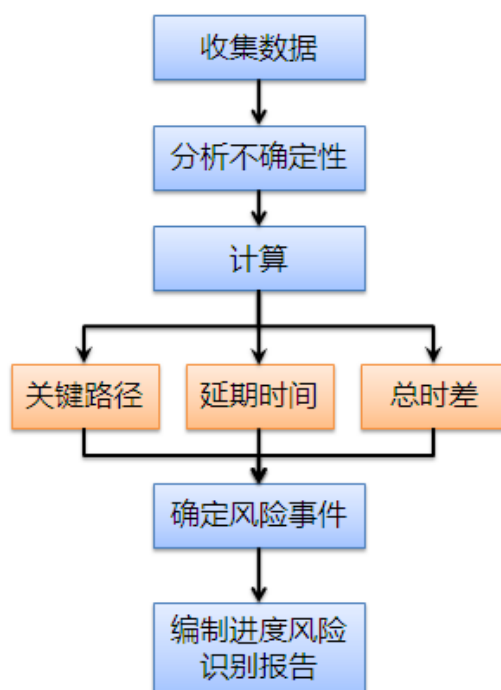 收集数据
分析不确定性
计算
关键路径
延期时间
总时差
确定风险事件
编制进度风险
识别报告